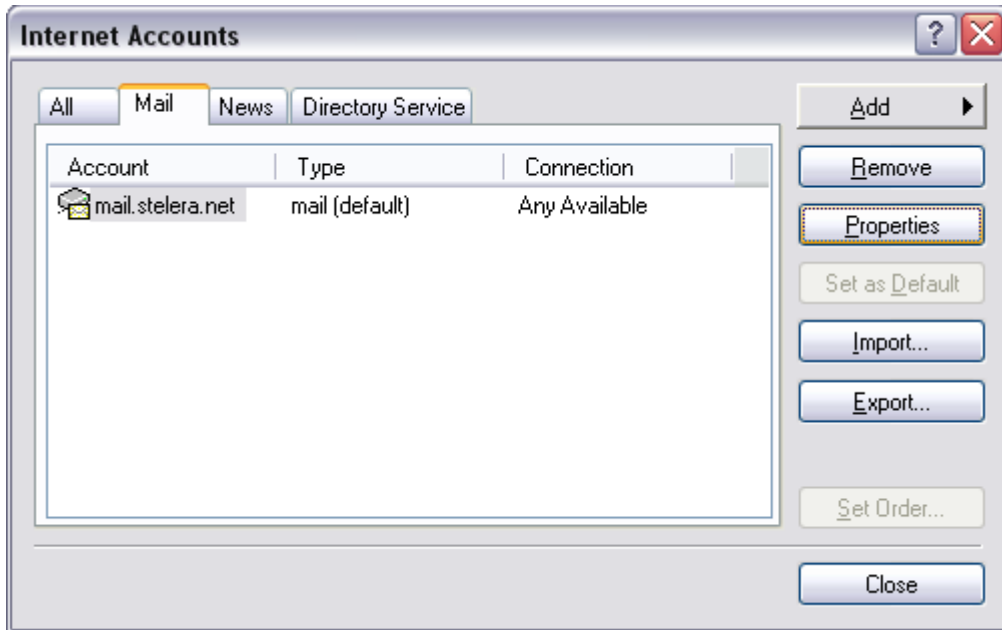 Internet Accounts
?
All Mail News Directory Service
Add
Account Type Connection
Remove
mail.stelera.net mail (default) Any Available
Properties
Set as Default
Import...
Export...
Set Order...
Close